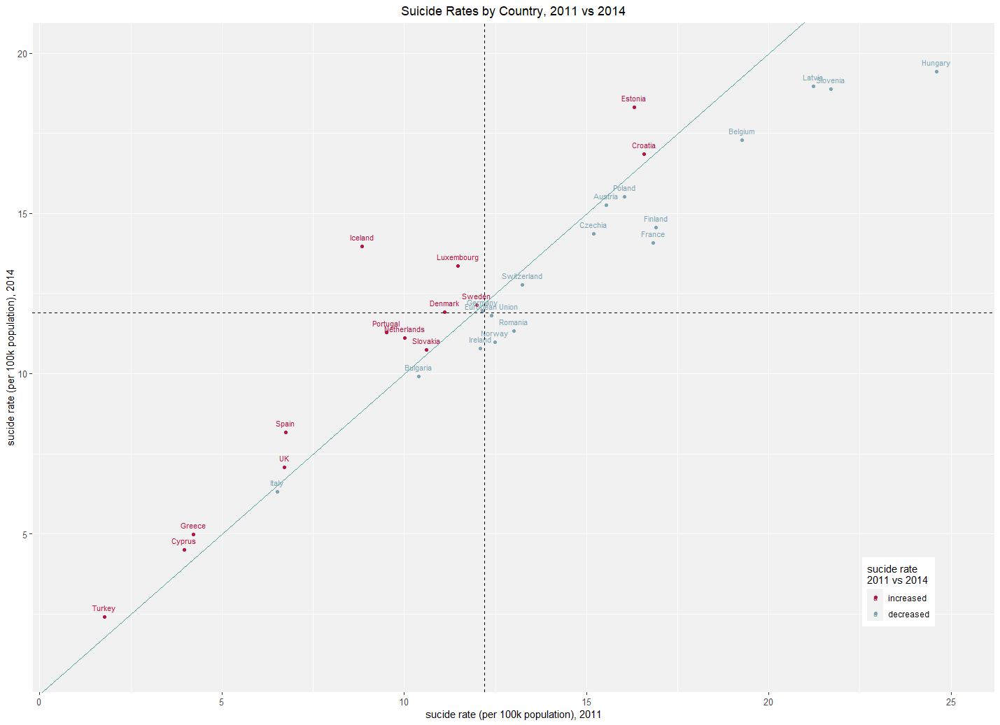 Suicide Rates by Country, 2011 vs 2014
20
15
10
5
sucide rate (per 100k population), 2014
Hungary
Latvia
Slovenia
Estonia
Belgium
Croatia
Poland
Austria
Finland
Czechia
France
Iceland
Luxembourg
Switzerland
Sweden
Germany
Denmark
European Union
Portugal
Romania
Netherlands
Norway
Slovakia
Ireland
Bulgaria
Spain
UK
Italy
Greece
Cyprus
Turkey
sucide rate
2011 vs 2014
a increased
a decreased
0
5
10
15
20
25
sucide rate (per 100k population), 2011